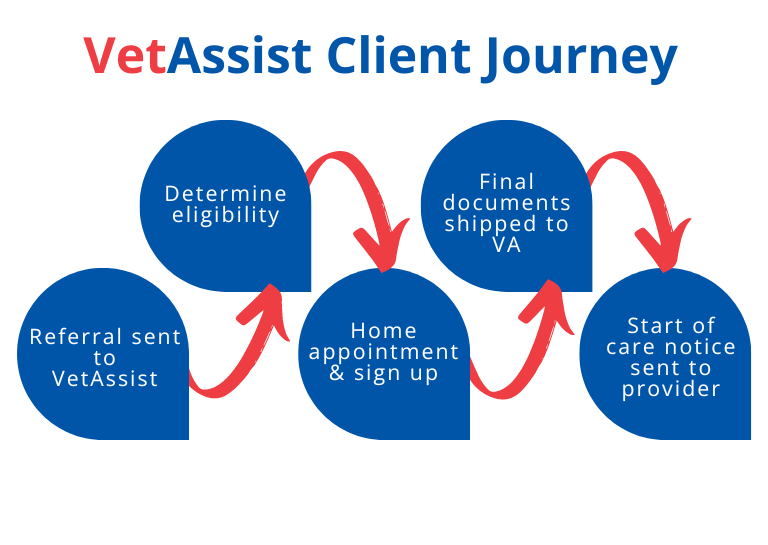 VetAssist Client Journey
Referral sent
to
VetAssist
Determine
eligibility
Home
appointment
& sign up
Final
documents
shipped to
VA
Start of
care notice
sent to
provider